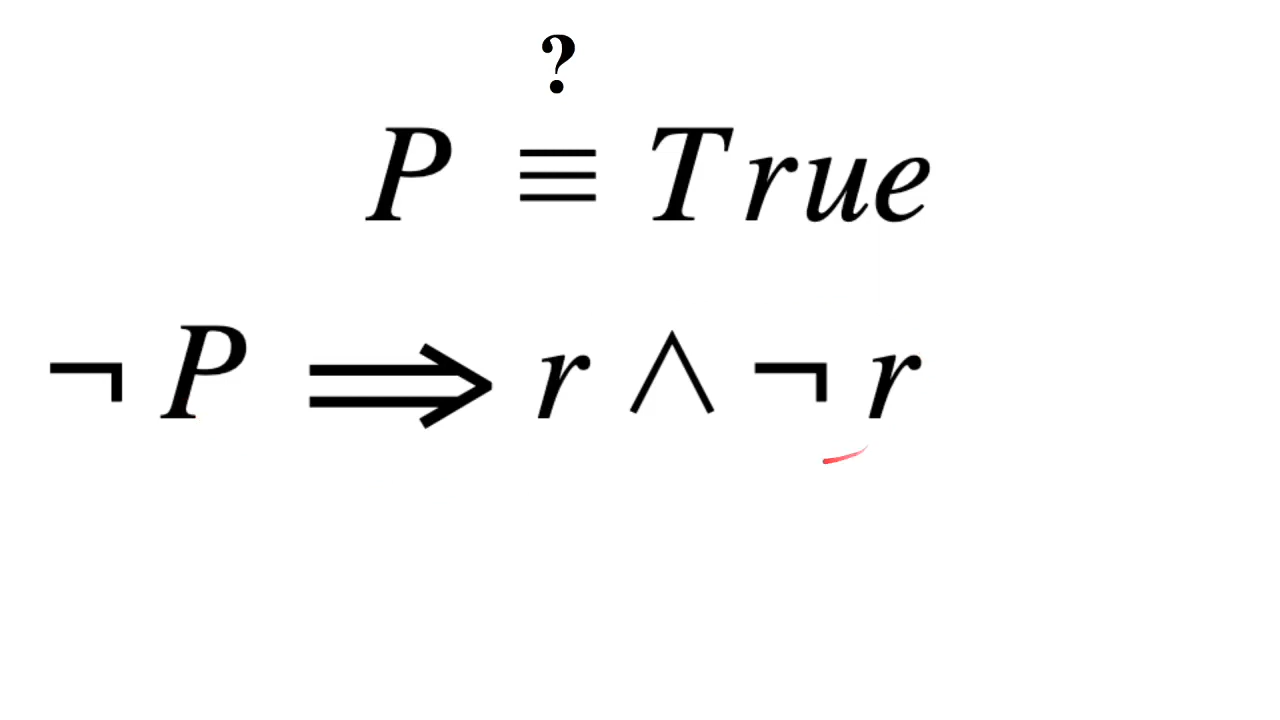 ?
P ≡ True
¬ P ⟹ r ∧ ¬ r